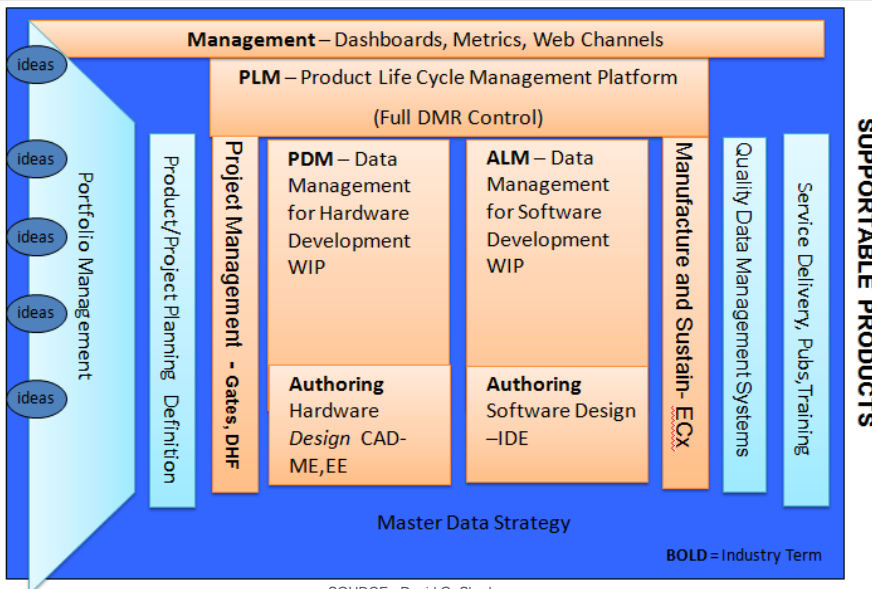 Management – Dashboards, Metrics, Web Channels
PLM – Product Life Cycle Management Platform
(Full DMR Control)
ideas
ideas
ideas
ideas
ideas
Portfolio Management
Product/Project Planning Definition
Project Management - Gates, DHF
PDM – Data
Management
for Hardware
Development
WIP
Authoring
Hardware
Design CAD-
ME,EE
ALM – Data
Management
for Software
Development
WIP
Authoring
Software Design
–IDE
Manufacture and Sustain- ECx
Quality Data Management Systems
Service Delivery, Pubs,Training
SUPPORTABLE PRODUCTS
Master Data Strategy
BOLD = Industry Term